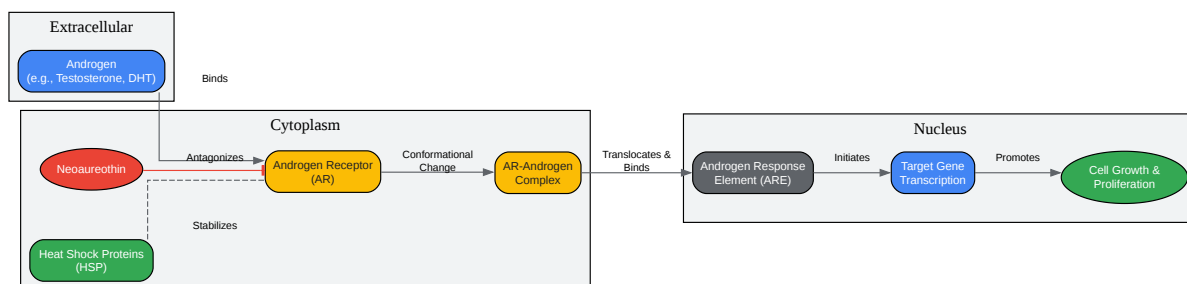 Extracellular
Androgen
(e.g., Testosterone, DHT)
Binds
Cytoplasm
Neoaureothin
Antagonizes
Androgen Receptor
(AR)
Conformational
Change
AR-Androgen
Complex
Stabilizes
Heat Shock Proteins
(HSP)
Translocates &
Binds
Nucleus
Androgen Response
Element (ARE)
Initiates
Target Gene
Transcription
Promotes
Cell Growth &
Proliferation